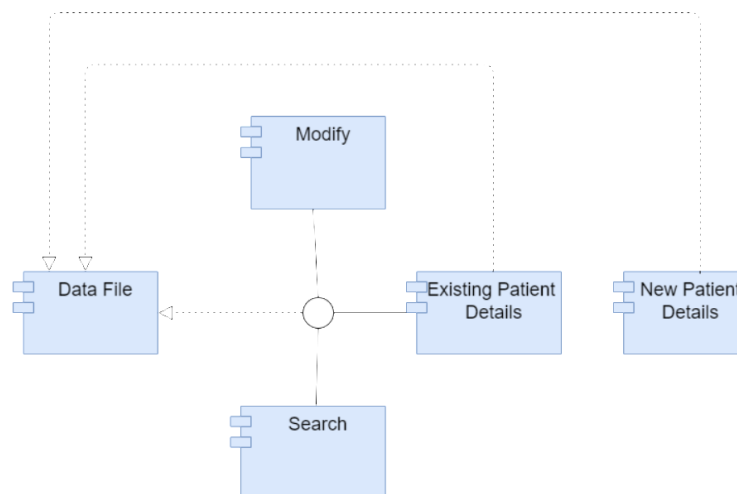 Modify
Data File
Existing Patient
Details
New Patient
Details
Search